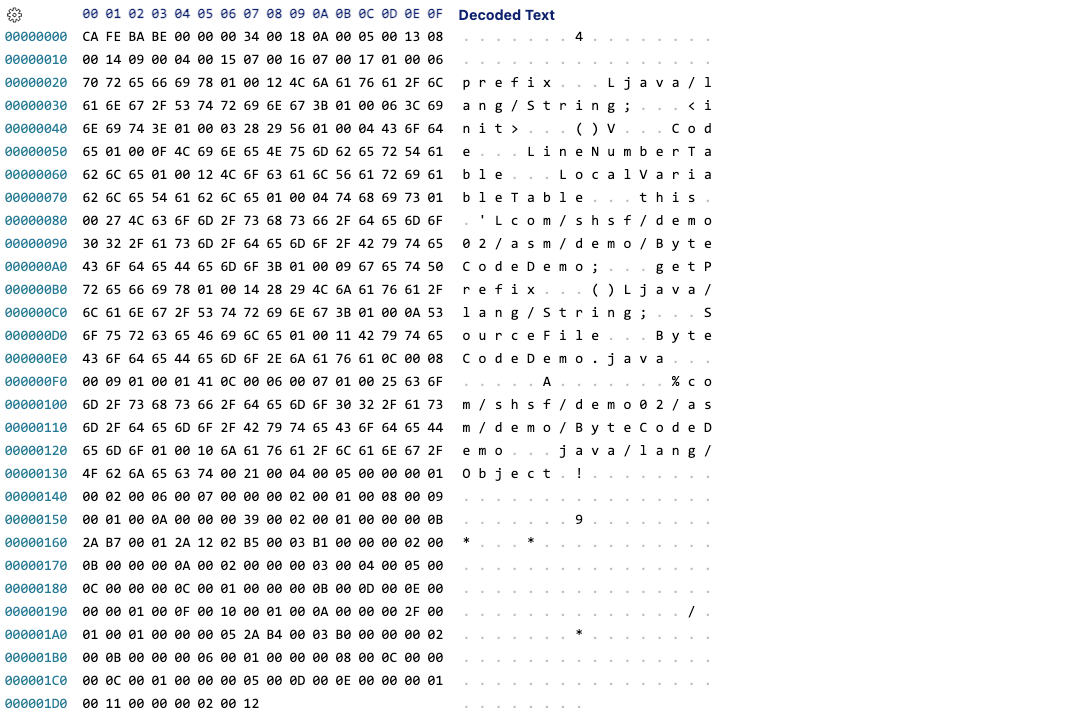 00 01 02 03 04 05 06 07 08 09 0A 0B 0C 0D 0E 0F Decoded Text
00000000 CA FE BA BE 00 00 00 34 00 18 0A 00 05 00 13 08 . . . . . . . 4 . . . . . . . .
00000010 00 14 09 00 04 00 15 07 00 16 07 00 17 01 00 06 . . . . . . . . . . . . . . . .
00000020 70 72 65 66 69 78 01 00 12 4C 6A 61 76 61 2F 6C p r e f i x . . . L j a v a / l
00000030 61 6E 67 2F 53 74 72 69 6E 67 3B 01 00 06 3C 69 a n g / S t r i n g ; . . . < i
00000040 6E 69 74 3E 01 00 03 28 29 56 01 00 04 43 6F 64 n i t > . . . ( ) V . . . C o d
00000050 65 01 00 0F 4C 69 6E 65 4E 75 6D 62 65 72 54 61 e . . . L i n e N u m b e r T a
00000060 62 6C 65 01 00 12 4C 6F 63 61 6C 56 61 72 69 61 b l e . . . L o c a l V a r i a
00000070 62 6C 65 54 61 62 6C 65 01 00 04 74 68 69 73 01 b l e T a b l e . . . t h i s .
00000080 00 27 4C 63 6F 6D 2F 73 68 73 66 2F 64 65 6D 6F . ' L c o m / s h s f / d e m o
00000090 30 32 2F 61 73 6D 2F 64 65 6D 6F 2F 42 79 74 65 0 2 / a s m / d e m o / B y t e
000000A0 43 6F 64 65 44 65 6D 6F 3B 01 00 09 67 65 74 50 C o d e D e m o ; . . . g e t P
000000B0 72 65 66 69 78 01 00 14 28 29 4C 6A 61 76 61 2F r e f i x . . . ( ) L j a v a /
000000C0 6C 61 6E 67 2F 53 74 72 69 6E 67 3B 01 00 0A 53 l a n g / S t r i n g ; . . . S
000000D0 6F 75 72 63 65 46 69 6C 65 01 00 11 42 79 74 65 o u r c e F i l e . . . B y t e
000000E0 43 6F 64 65 44 65 6D 6F 2E 6A 61 76 61 0C 00 08 C o d e D e m o . j a v a . . .
000000F0 00 09 01 00 01 41 0C 00 06 00 07 01 00 25 63 6F . . . . . A . . . . . . . % c o
00000100 6D 2F 73 68 73 66 2F 64 65 6D 6F 30 32 2F 61 73 m / s h s f / d e m o 0 2 / a s
00000110 6D 2F 64 65 6D 6F 2F 42 79 74 65 43 6F 64 65 44 m / d e m o / B y t e C o d e D
00000120 65 6D 6F 01 00 10 6A 61 76 61 2F 6C 61 6E 67 2F e m o . . . j a v a / l a n g /
00000130 4F 62 6A 65 63 74 00 21 00 04 00 05 00 00 00 01 O b j e c t . ! . . . . . . . .
00000140 00 02 00 06 00 07 00 00 00 02 00 01 00 08 00 09 . . . . . . . . . . . . . . . .
00000150 00 01 00 0A 00 00 00 39 00 02 00 01 00 00 00 0B . . . . . . . 9 . . . . . . . .
00000160 2A B7 00 01 2A 12 02 B5 00 03 B1 00 00 00 02 00 * . . . * . . . . . . . . . . .
00000170 0B 00 00 00 0A 00 02 00 00 00 03 00 04 00 05 00 . . . . . . . . . . . . . . . .
00000180 0C 00 00 00 0C 00 01 00 00 00 0B 00 0D 00 0E 00 . . . . . . . . . . . . . . . .
00000190 00 00 01 00 0F 00 10 00 01 00 0A 00 00 00 2F 00 . . . . . . . . . . . . . . / .
000001A0 01 00 01 00 00 00 05 2A B4 00 03 B0 00 00 00 02 . . . . . . . * . . . . . . . .
000001B0 00 0B 00 00 00 06 00 01 00 00 00 08 00 0C 00 00 . . . . . . . . . . . . . . . .
000001C0 00 0C 00 01 00 00 00 05 00 0D 00 0E 00 00 00 01 . . . . . . . . . . . . . . . .
000001D0 00 11 00 00 00 02 00 12 . . . . . . . .